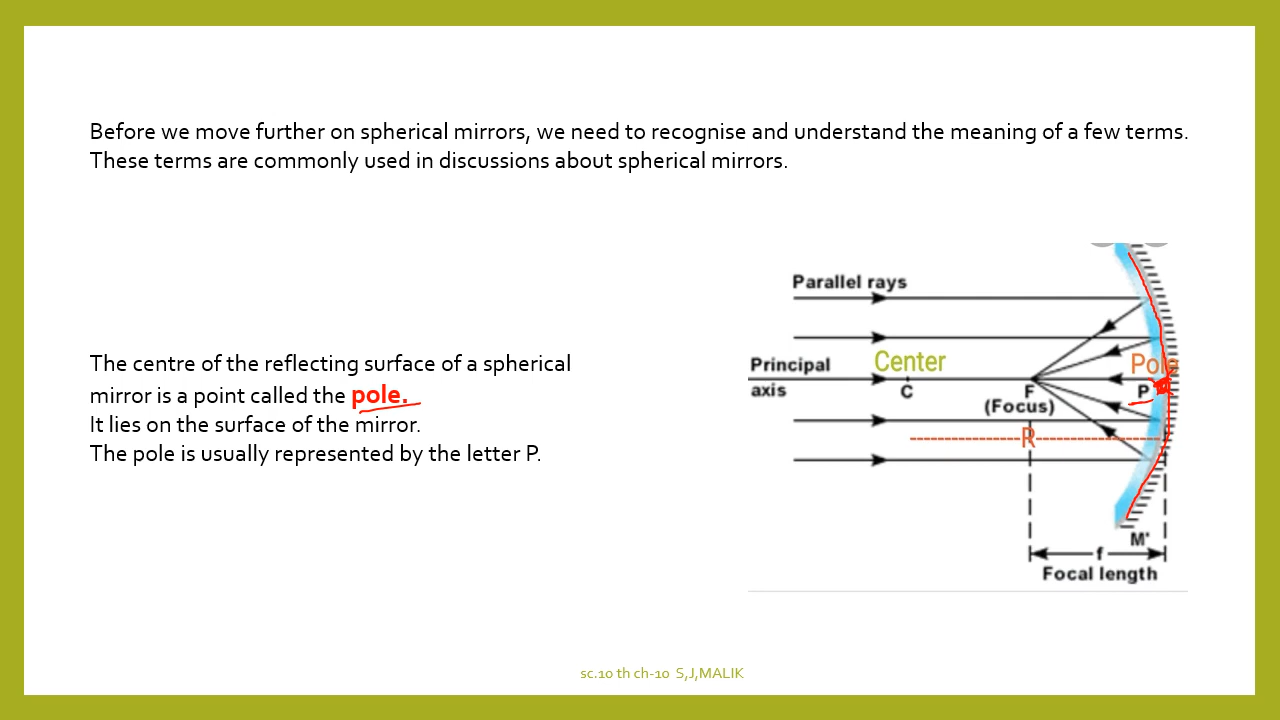 Before we move further on spherical mirrors, we need to recognise and understand the meaning of a few terms.
These terms are commonly used in discussions about spherical mirrors.
The centre of the reflecting surface of a spherical
mirror is a point called the pole.
It lies on the surface of the mirror.
The pole is usually represented by the letter P.
Parallel rays
Principal
axis
Center
C
F
(Focus)
Pole
P
R
M'
f
Focal length
sc.10 th ch-10 S,J,MALIK